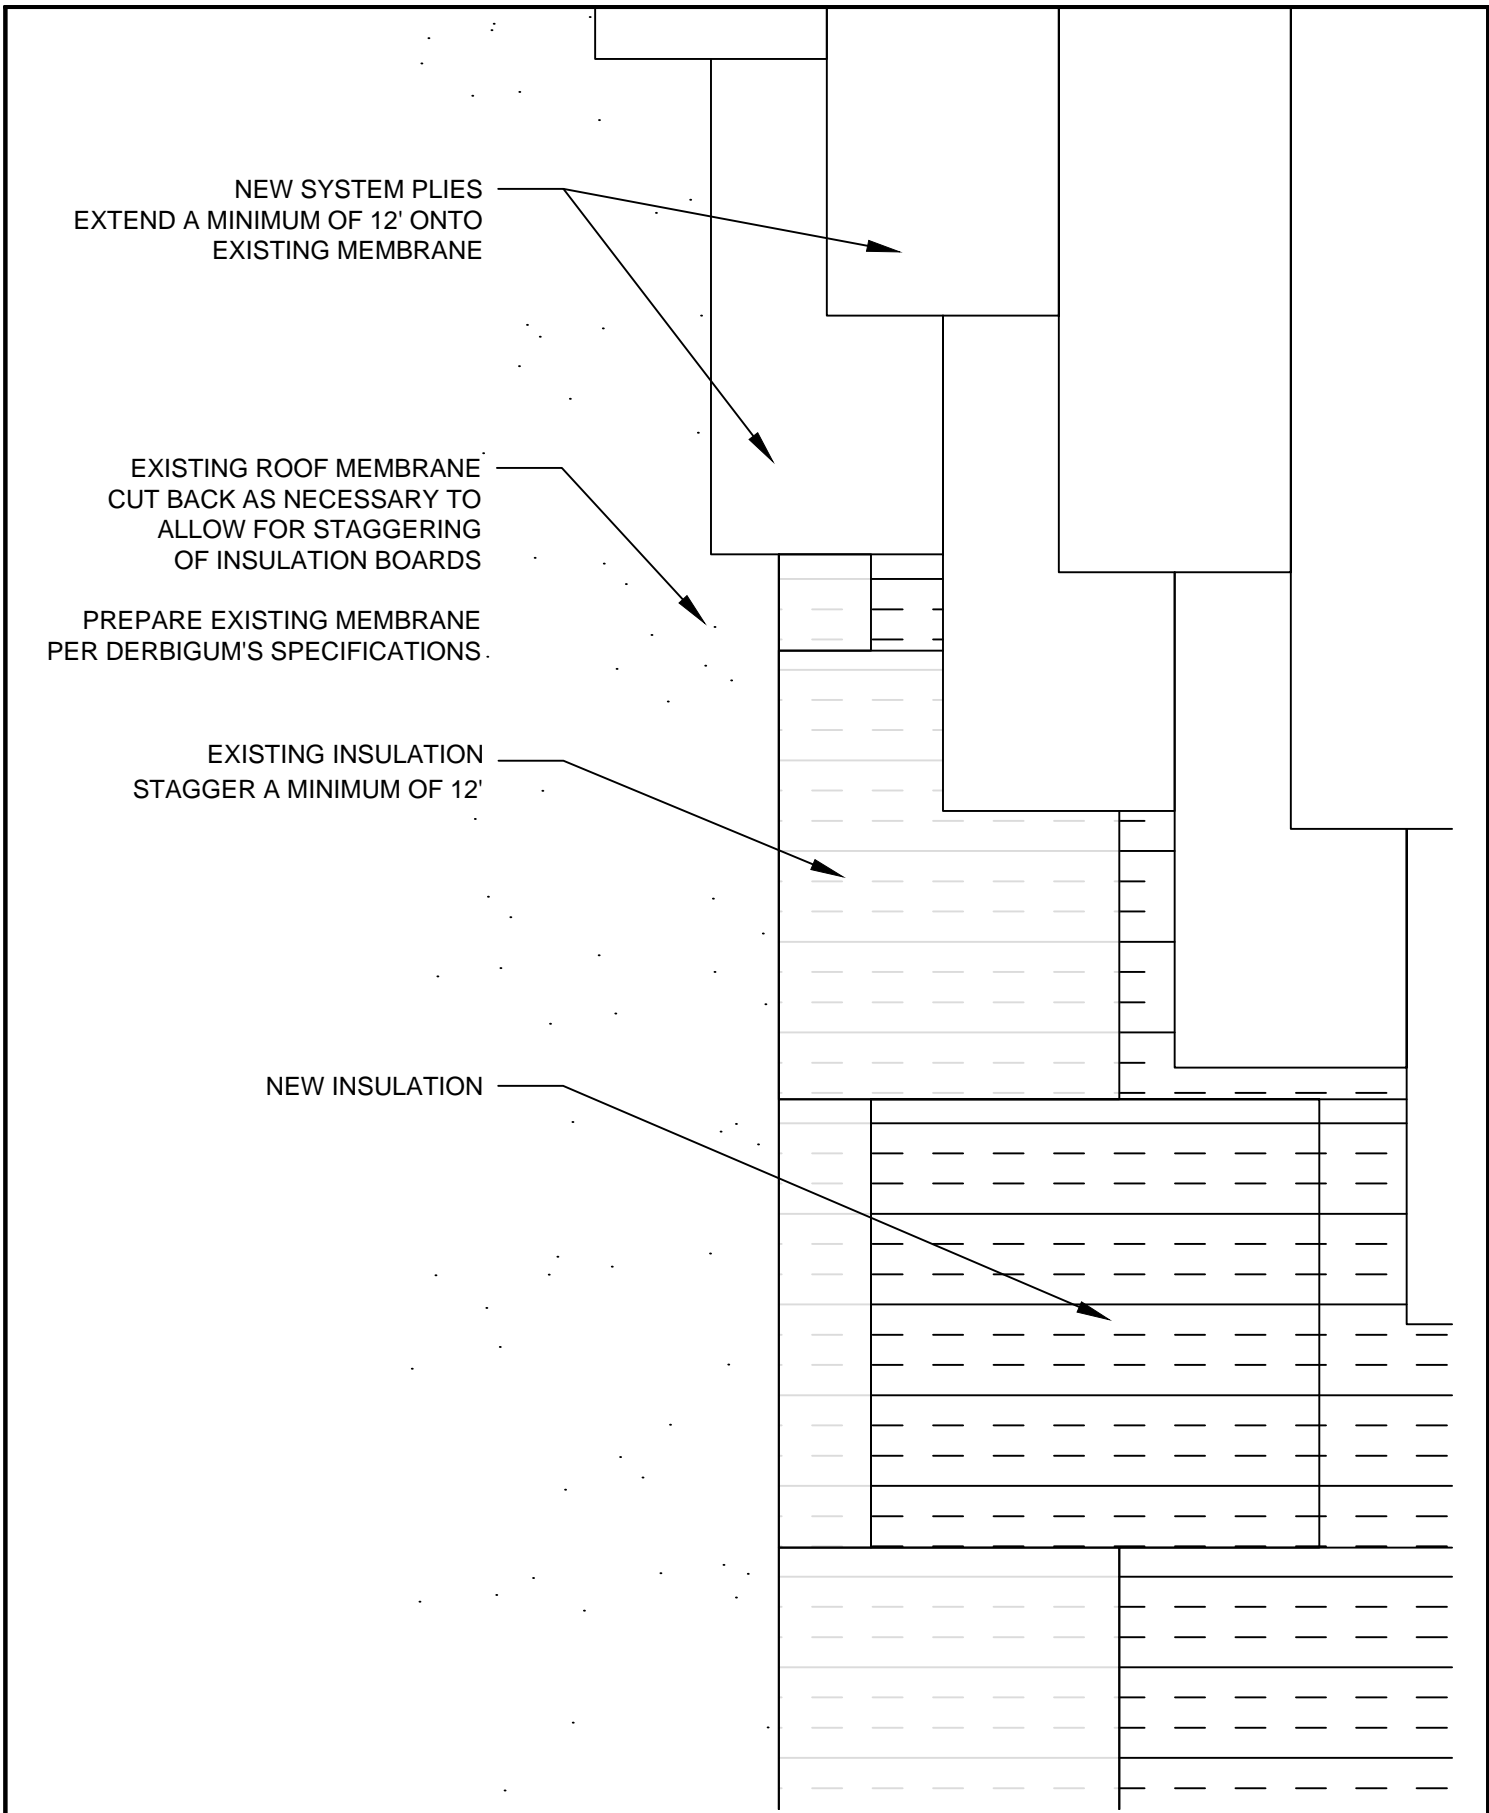 NEW SYSTEM PLIES
EXTEND A MINIMUM OF 12' ONTO
EXISTING MEMBRANE
EXISTING ROOF MEMBRANE
CUT BACK AS NECESSARY TO
ALLOW FOR STAGGERING
OF INSULATION BOARDS
PREPARE EXISTING MEMBRANE
PER DERBIGUM'S SPECIFICATIONS
EXISTING INSULATION
STAGGER A MINIMUM OF 12'
NEW INSULATION